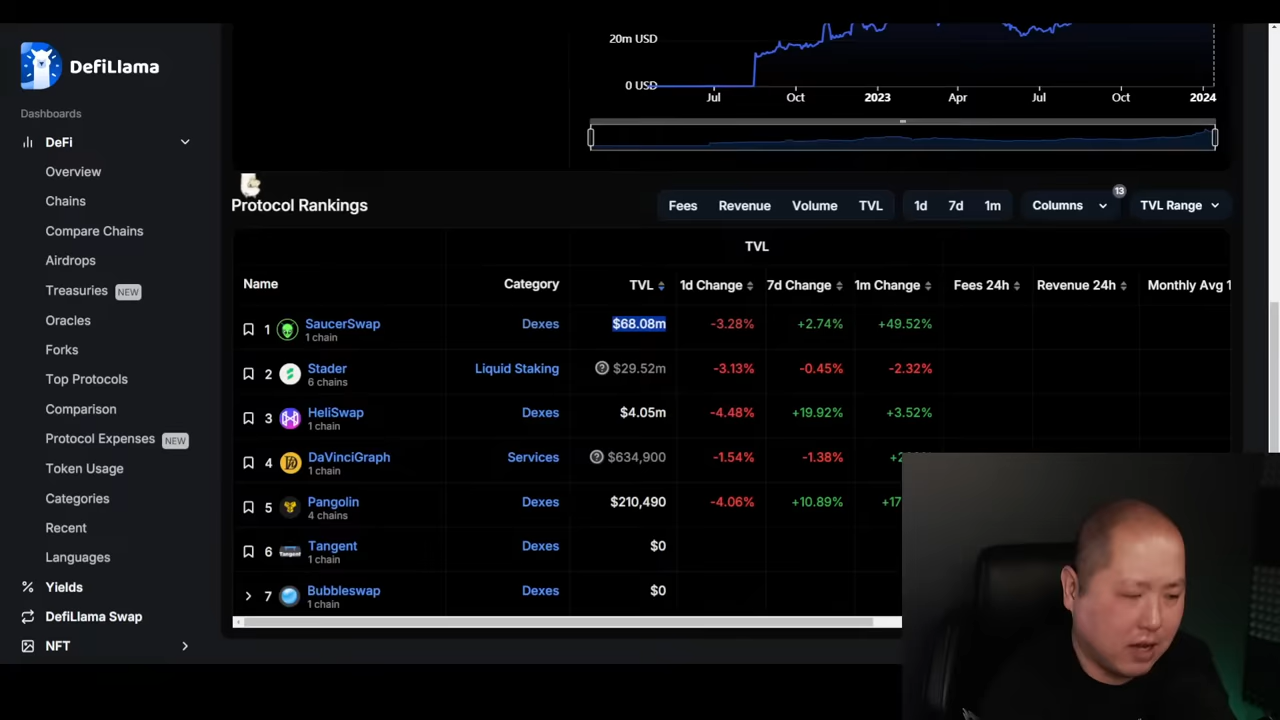 DefiLlama
Dashboards
DeFi
Overview
Chains
Compare Chains
Airdrops
Treasuries NEW
Oracles
Forks
Top Protocols
Comparison
Protocol Expenses NEW
Token Usage
Categories
Recent
Languages
Yields
DefiLlama Swap
NFT
20m USD
0 USD
Jul Oct 2023 Apr Jul Oct 2024
Protocol Rankings
Fees Revenue Volume TVL 1d 7d 1m Columns 13 TVL Range
TVL
Name Category TVL 1d Change 7d Change 1m Change Fees 24h Revenue 24h Monthly Avg 1
1 SaucerSwap Dexes $68.08m -3.28% +2.74% +49.52%
1 chain
2 Stader Liquid Staking ? $29.52m -3.13% -0.45% -2.32%
6 chains
3 HeliSwap Dexes $4.05m -4.48% +19.92% +3.52%
1 chain
4 DaVinciGraph Services ? $634,900 -1.54% -1.38% +2
1 chain
5 Pangolin Dexes $210,490 -4.06% +10.89% +17
4 chains
6 Tangent Dexes $0
1 chain
7 Bubbleswap Dexes $0
1 chain